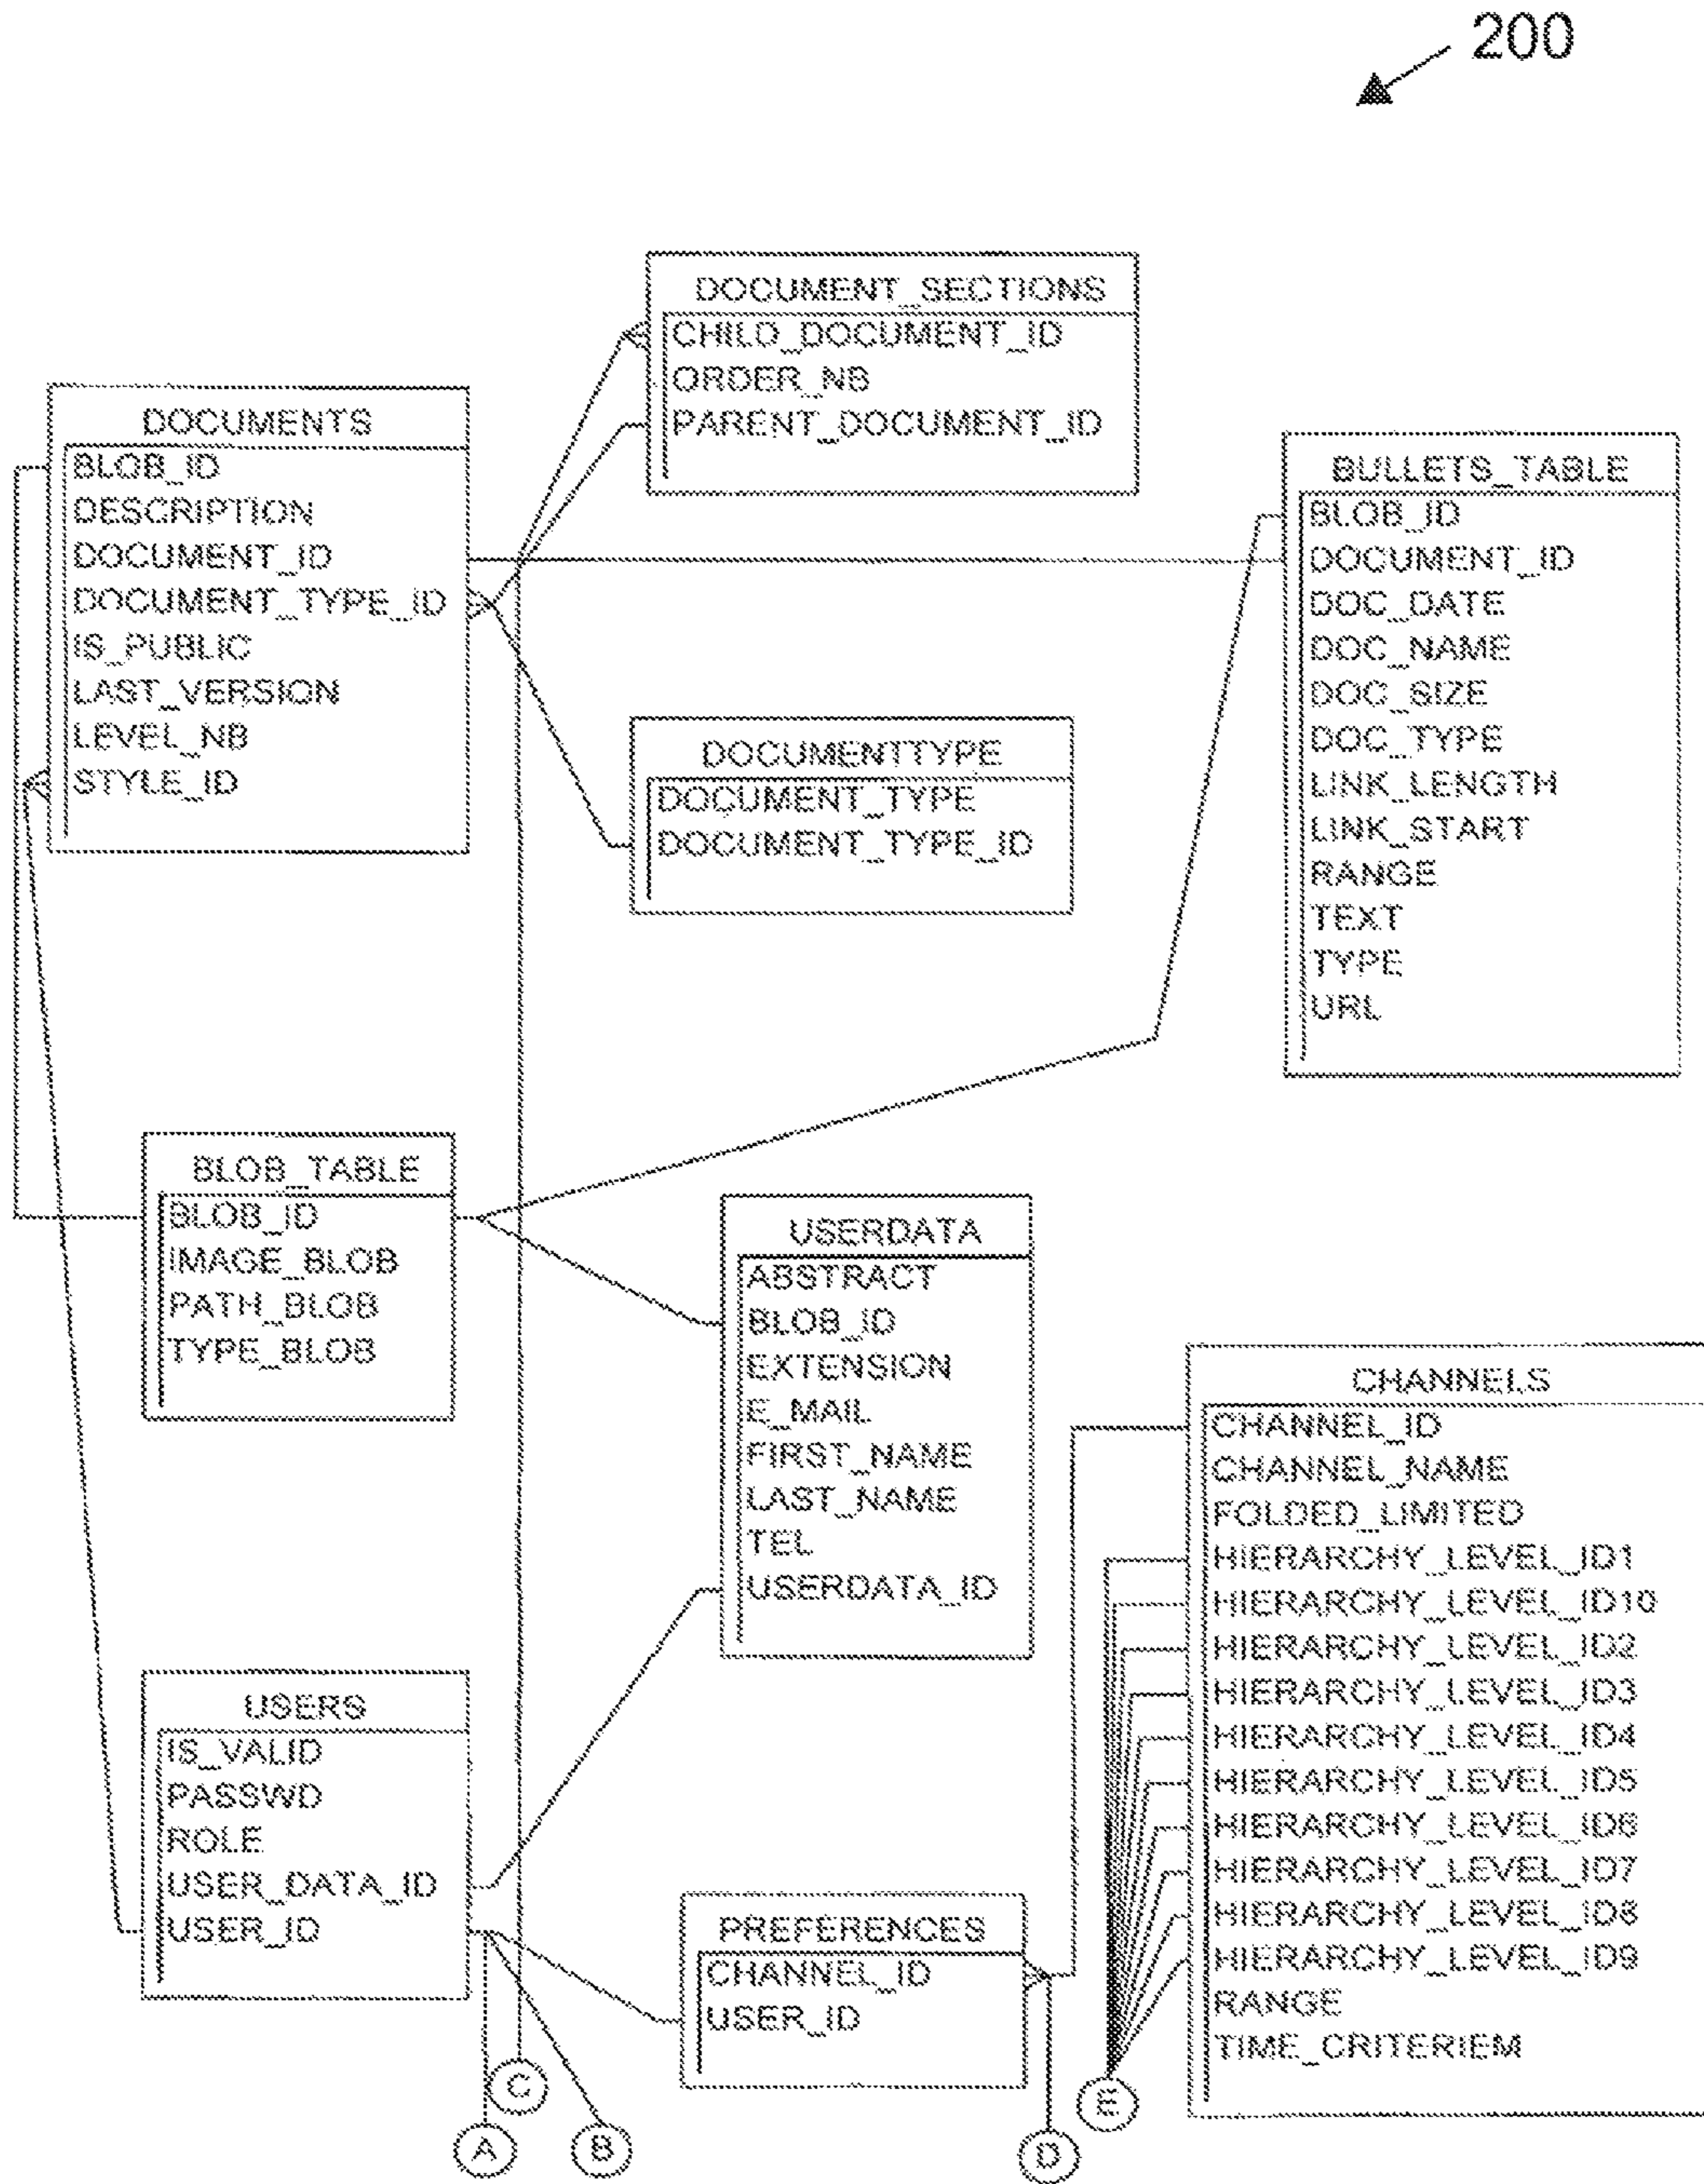 200
DOCUMENT_SECTIONS
CHILD_DOCUMENT_ID
ORDER_NB
PARENT_DOCUMENT_ID
DOCUMENTS
BLOB_ID
DESCRIPTION
DOCUMENT_ID
DOCUMENT_TYPE_ID
IS_PUBLIC
LAST_VERSION
LEVEL_NB
STYLE_ID
BULLETS_TABLE
BLOB_ID
DOCUMENT_ID
DOC_DATE
DOC_NAME
DOC_SIZE
DOC_TYPE
LINK_LENGTH
LINK_START
RANGE
TEXT
TYPE
URL
DOCUMENTTYPE
DOCUMENT_TYPE
DOCUMENT_TYPE_ID
BLOB_TABLE
BLOB_ID
IMAGE_BLOB
PATH_BLOB
TYPE_BLOB
USERDATA
ABSTRACT
BLOB_ID
EXTENSION
E_MAIL
FIRST_NAME
LAST_NAME
TEL
USERDATA_ID
CHANNELS
CHANNEL_ID
CHANNEL_NAME
FOLDED_LIMITED
HIERARCHY_LEVEL_ID1
HIERARCHY_LEVEL_ID10
HIERARCHY_LEVEL_ID2
HIERARCHY_LEVEL_ID3
HIERARCHY_LEVEL_ID4
HIERARCHY_LEVEL_ID5
HIERARCHY_LEVEL_ID6
HIERARCHY_LEVEL_ID7
HIERARCHY_LEVEL_ID8
HIERARCHY_LEVEL_ID9
RANGE
TIME_CRITERIEM
USERS
IS_VALID
PASSWD
ROLE
USER_DATA_ID
USER_ID
PREFERENCES
CHANNEL_ID
USER_ID
C
E
A
B
D